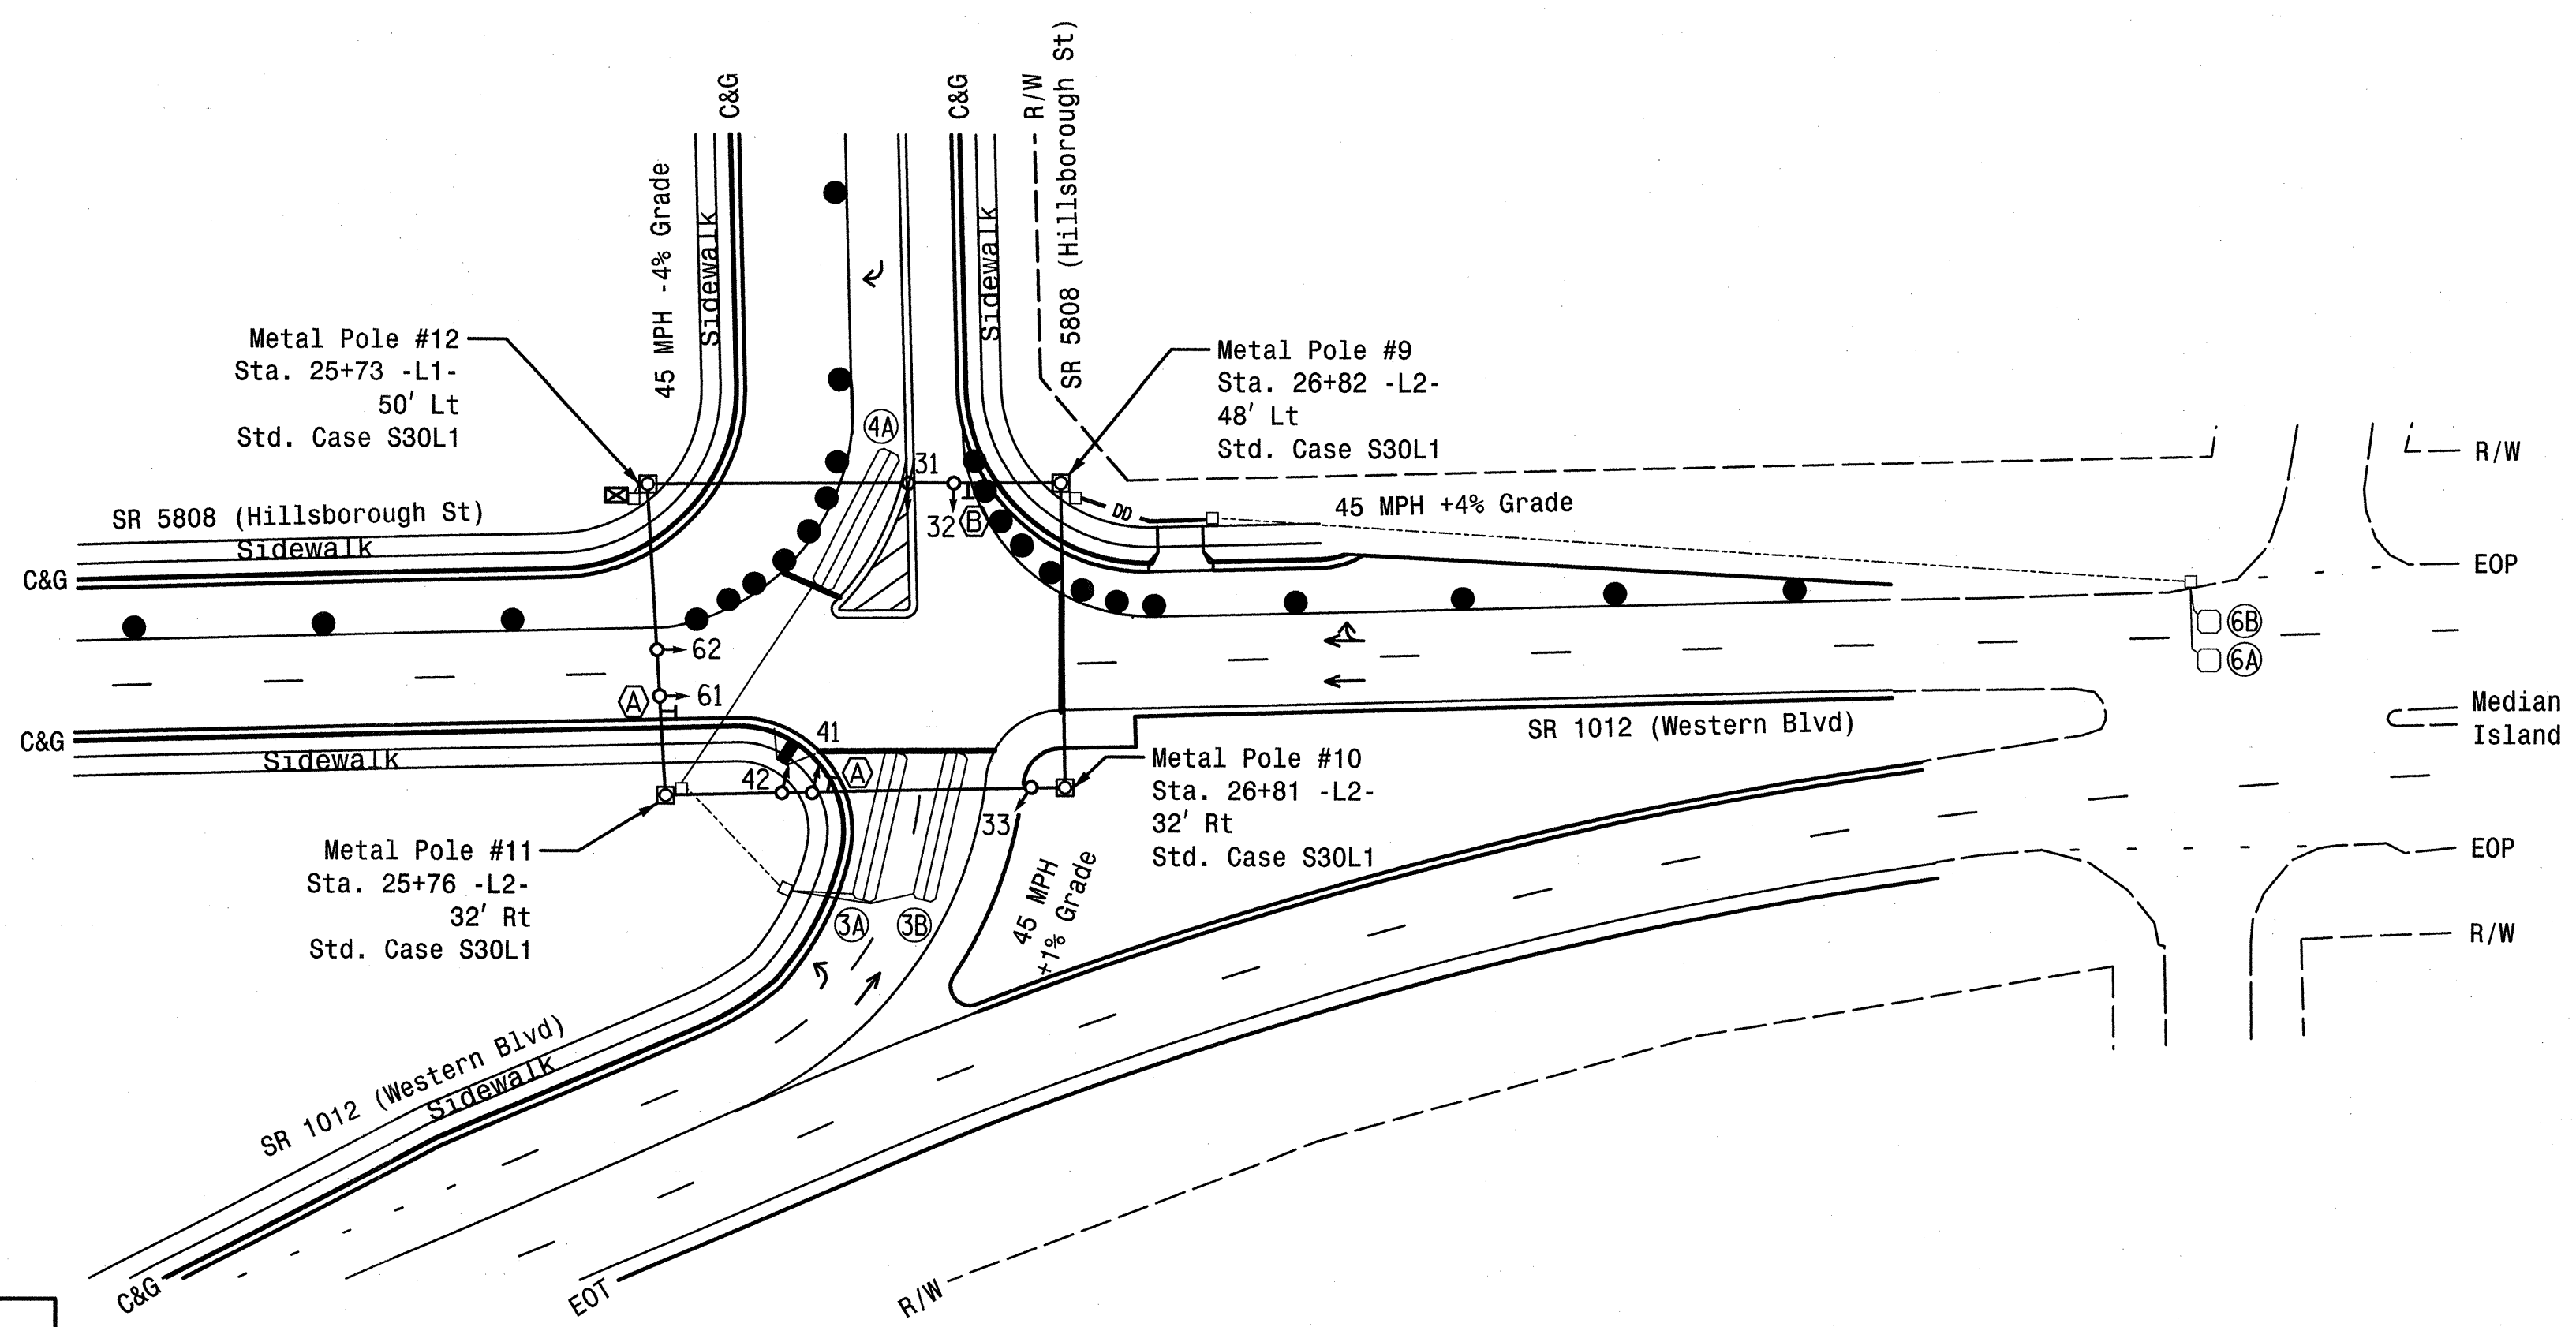 C&G
C&G
R/W
SR 5808 (Hillsborough St)
45 MPH -4% Grade
Sidewalk
Sidewalk
Metal Pole #12
Sta. 25+73 -L1-
50' Lt
Std. Case S30L1
Metal Pole #9
Sta. 26+82 -L2-
48' Lt
Std. Case S30L1
4A
31
32
B
DD
45 MPH +4% Grade
R/W
EOP
SR 5808 (Hillsborough St)
Sidewalk
C&G
6B
6A
62
61
A
Median
Island
SR 1012 (Western Blvd)
C&G
Sidewalk
41
42
A
Metal Pole #10
Sta. 26+81 -L2-
32' Rt
Std. Case S30L1
33
45 MPH
+1% Grade
EOP
R/W
Metal Pole #11
Sta. 25+76 -L2-
32' Rt
Std. Case S30L1
3A
3B
SR 1012 (Western Blvd)
Sidewalk
C&G
EOT
R/W